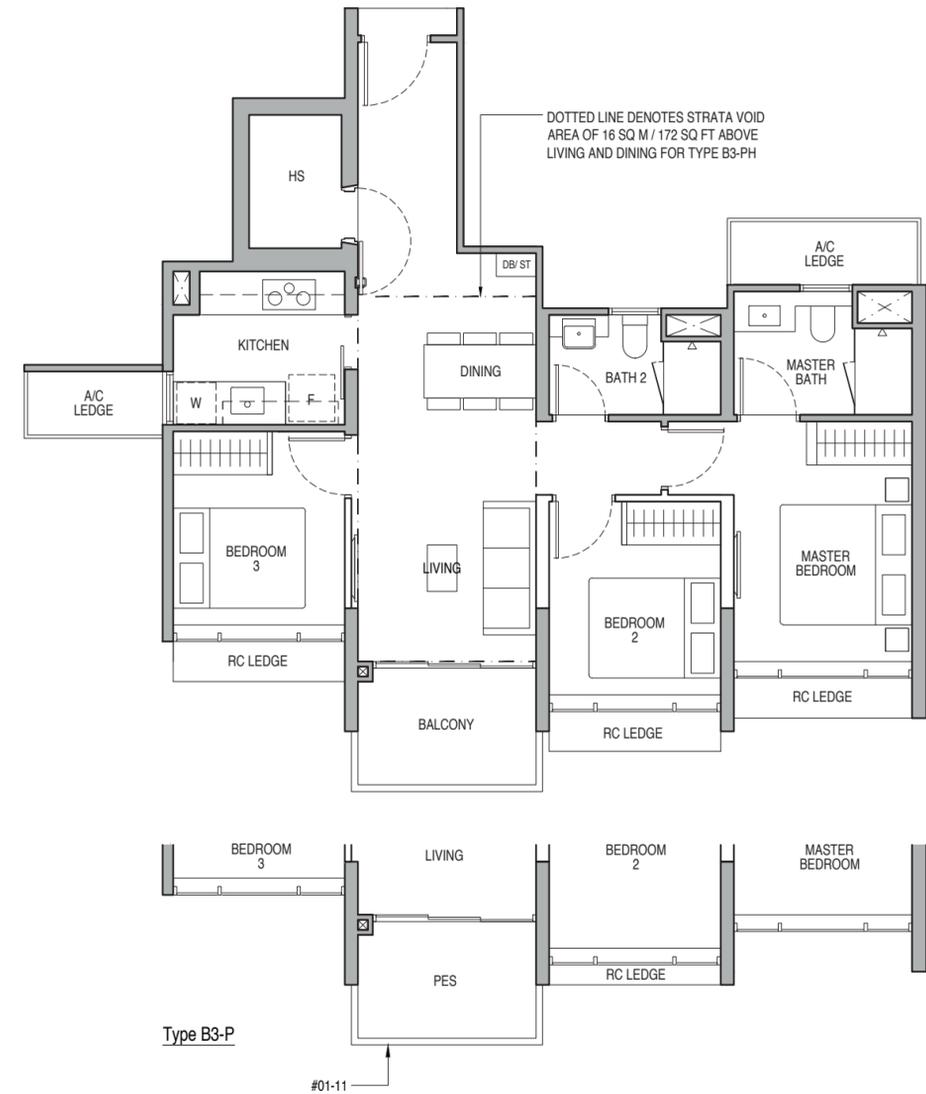 DOTTED LINE DENOTES STRATA VOID
AREA OF 16 SQ M / 172 SQ FT ABOVE
LIVING AND DINING FOR TYPE B3-PH
HS
A/C
LEDGE
DB/ ST
KITCHEN
DINING
BATH 2
MASTER
BATH
A/C
LEDGE
W
F
BEDROOM
3
LIVING
MASTER
BEDROOM
BEDROOM
2
RC LEDGE
RC LEDGE
BALCONY
RC LEDGE
BEDROOM
3
LIVING
BEDROOM
2
MASTER
BEDROOM
PES
RC LEDGE
Type B3-P
#01-11